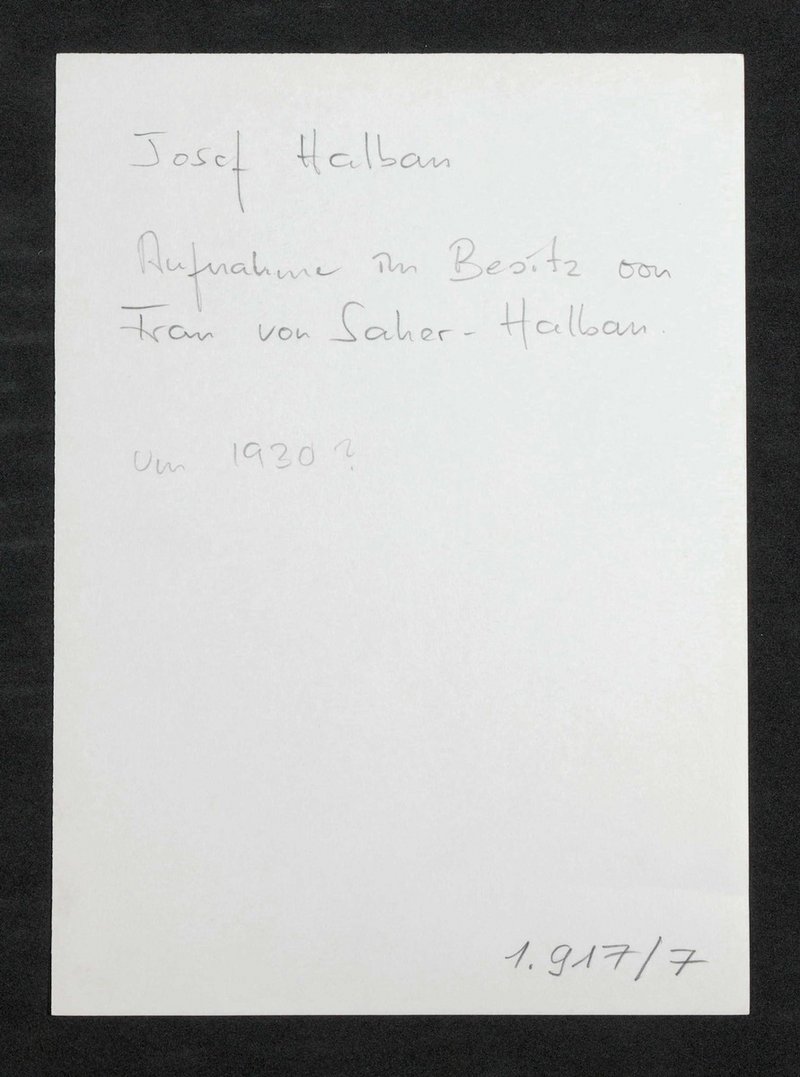 Josef Halban
Aufnahme im Besitz von
Frau von Saher-Halban.
Um 1930?
1.917/7